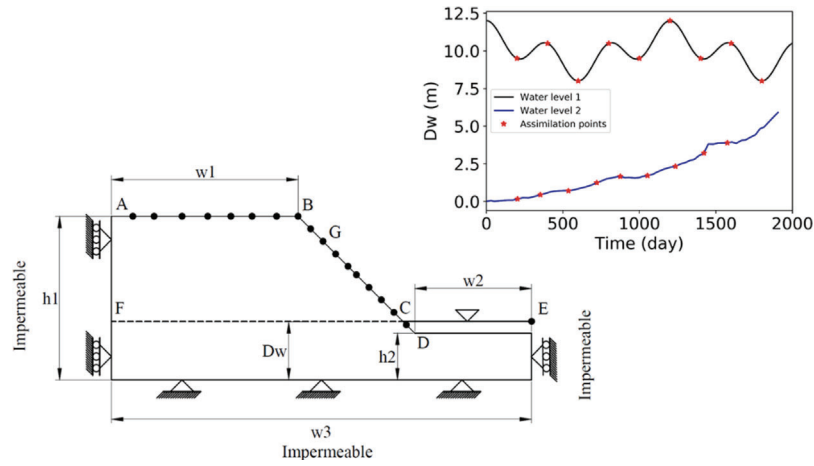 12.5
10.0
7.5
5.0
2.5
0.0
Dw (m)
Water level 1
Water level 2
Assimilation points
0 500 1000 1500 2000
Time (day)
w1
A
B
G
h1
Impermeable
F
C
w2
E
Dw
h2
D
Impermeable
w3
Impermeable